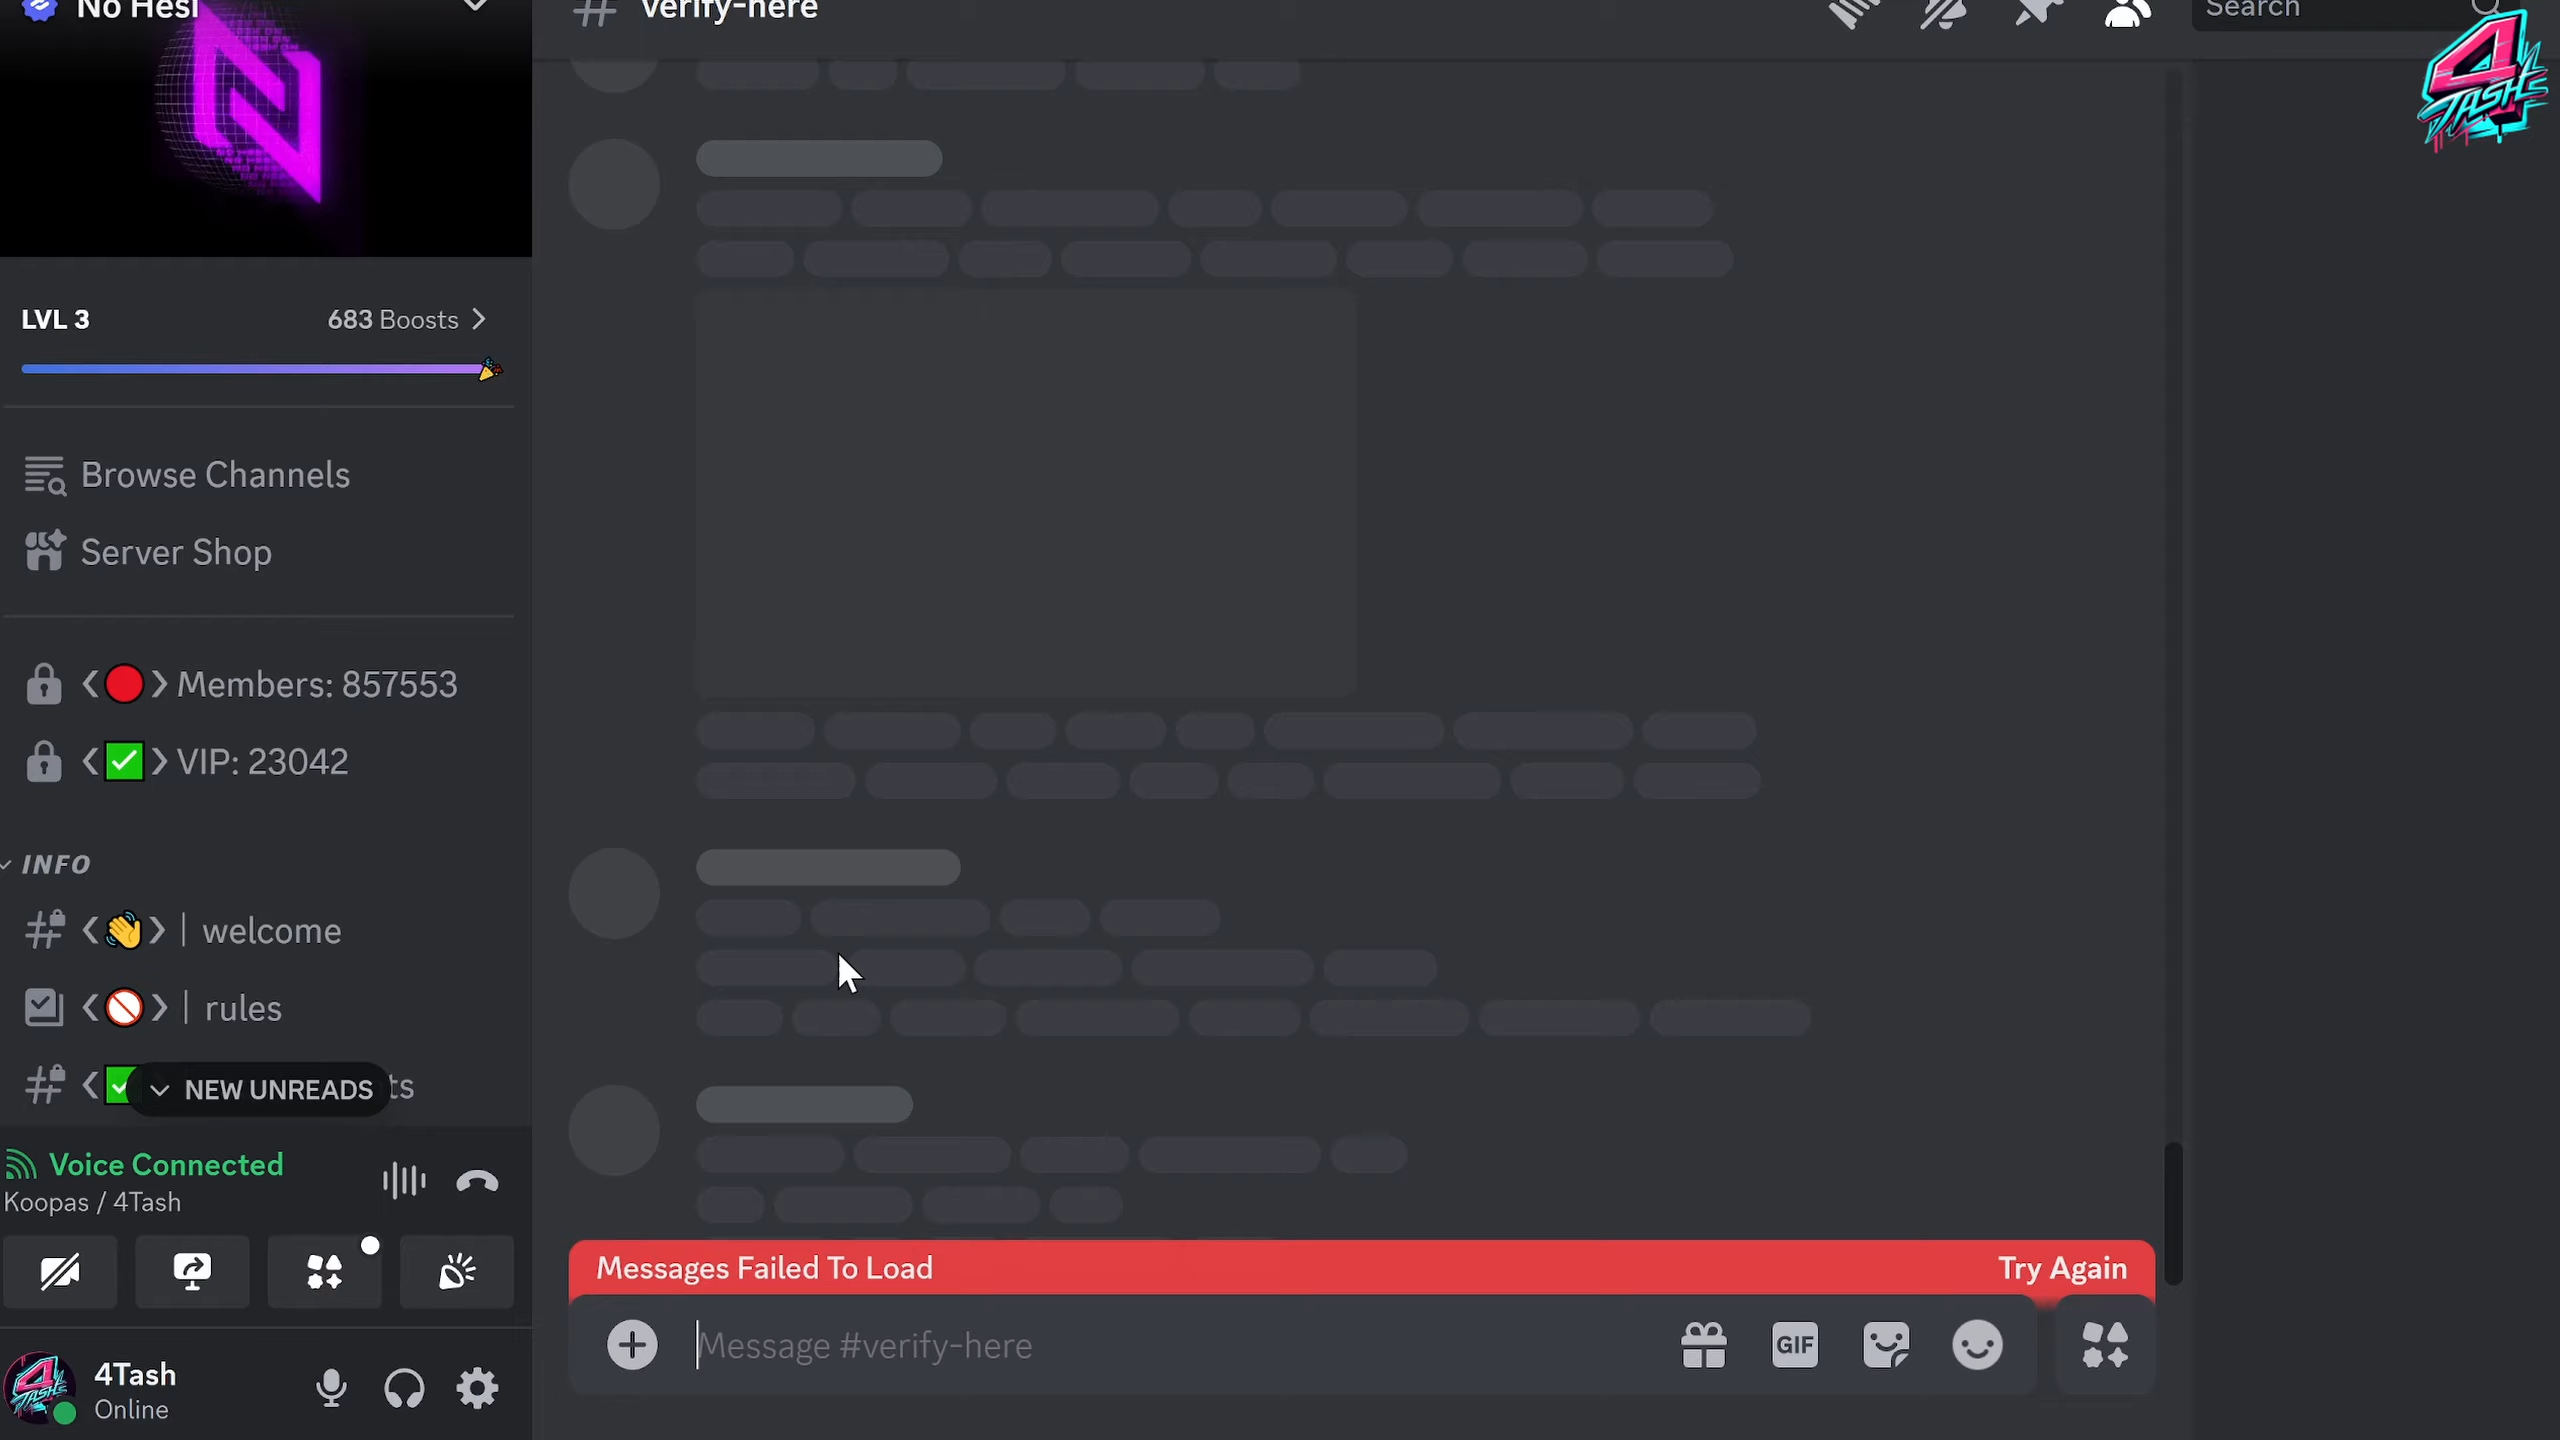 No Hesi
verify-here
Search
4
TASH
LVL 3
683 Boosts
Browse Channels
Server Shop
Members: 857553
VIP: 23042
INFO
welcome
rules
NEW UNREADS
ts
Voice Connected
Koopas / 4Tash
Messages Failed To Load
Try Again
Message #verify-here
GIF
4Tash
Online